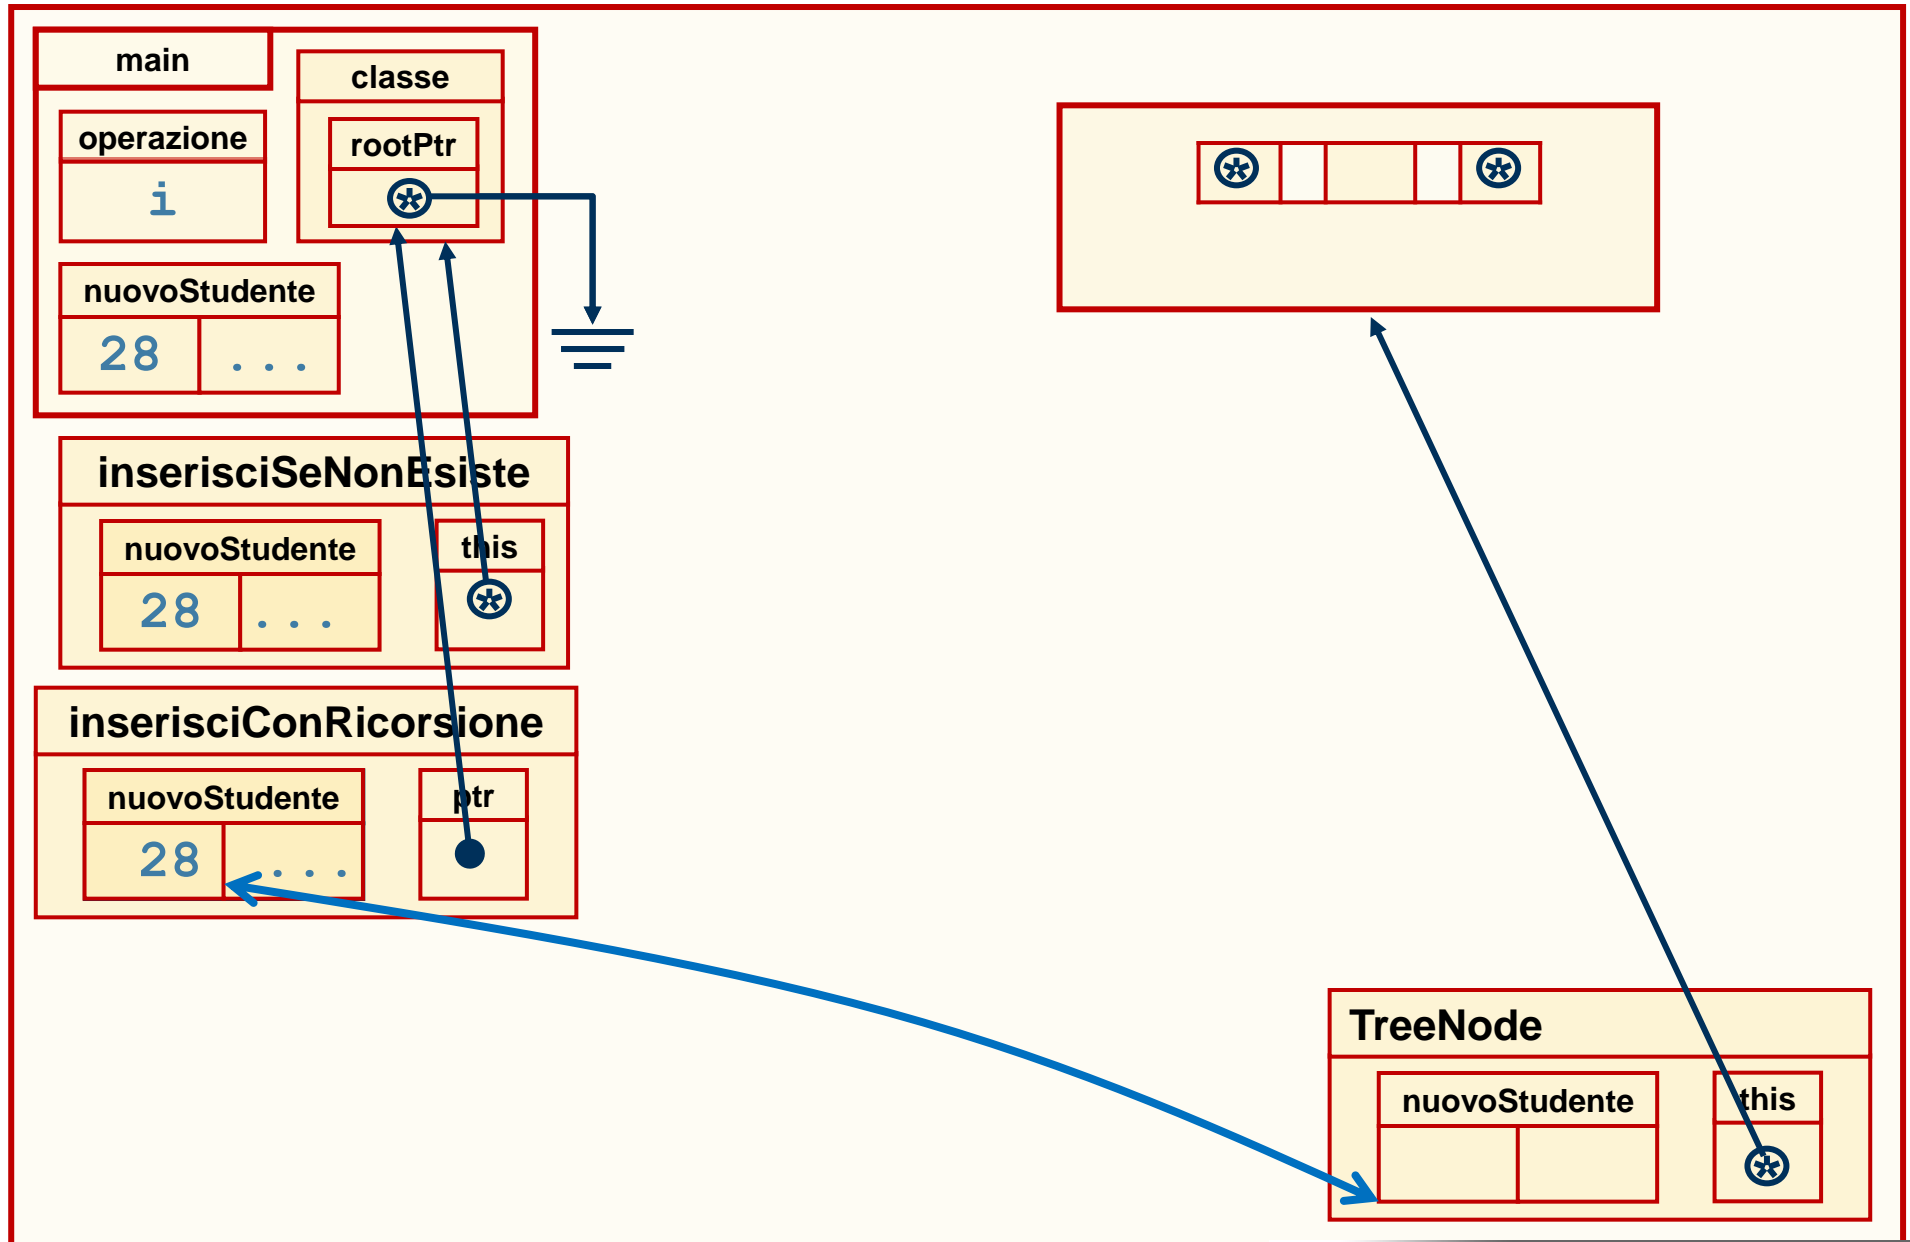 main
classe
operazione
rootPtr
i
nuovoStudente
28 ...
inserisciSeNonEsiste
nuovoStudente
this
28 ...
inserisciConRicorsione
nuovoStudente
ptr
28 ....
TreeNode
nuovoStudente
this